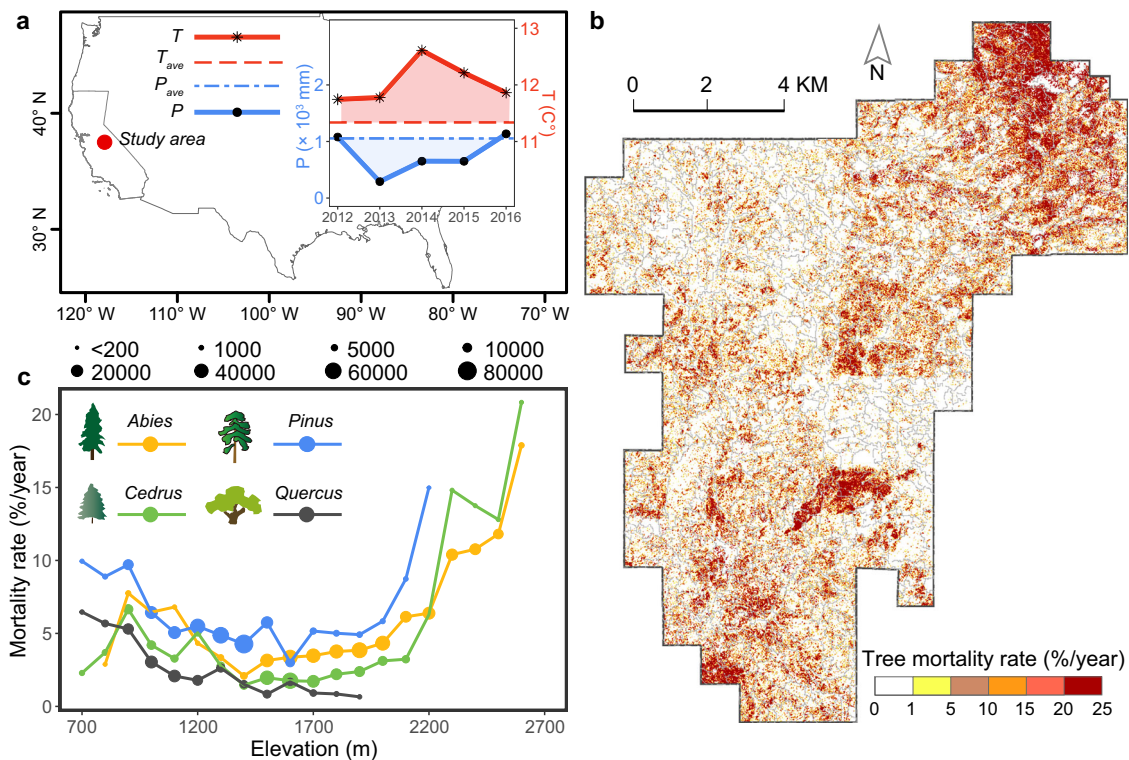 a
T
T ave
P ave
P
Study area
40° N
30° N
120° W
110° W
100° W
90° W
80° W
70° W
P (× 10³ mm)
2
1
0
T (C°)
13
12
11
2012
2013
2014
2015
2016
<200
1000
5000
10000
20000
40000
60000
80000
c
Abies
Pinus
Cedrus
Quercus
Mortality rate (%/year)
20
15
10
5
0
700
1200
1700
2200
2700
Elevation (m)
b
0
2
4 KM
N
Tree mortality rate (%/year)
0
1
5
10
15
20
25